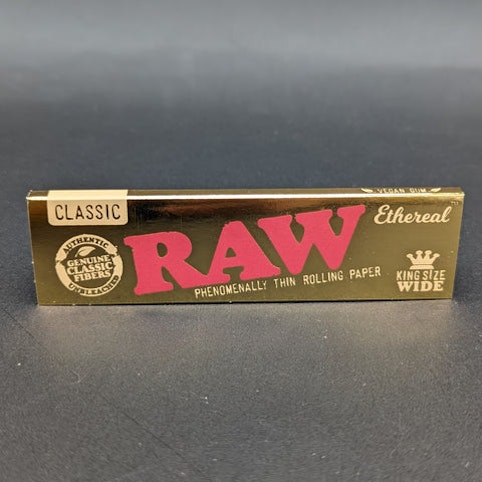 VEGAN GUM
CLASSIC
Ethereal
AUTHENTIC
GENUINE
CLASSIC
FIBERS
UNBLEACHED
RAW
PHENOMENALLY THIN ROLLING PAPER
KING SIZE
WIDE